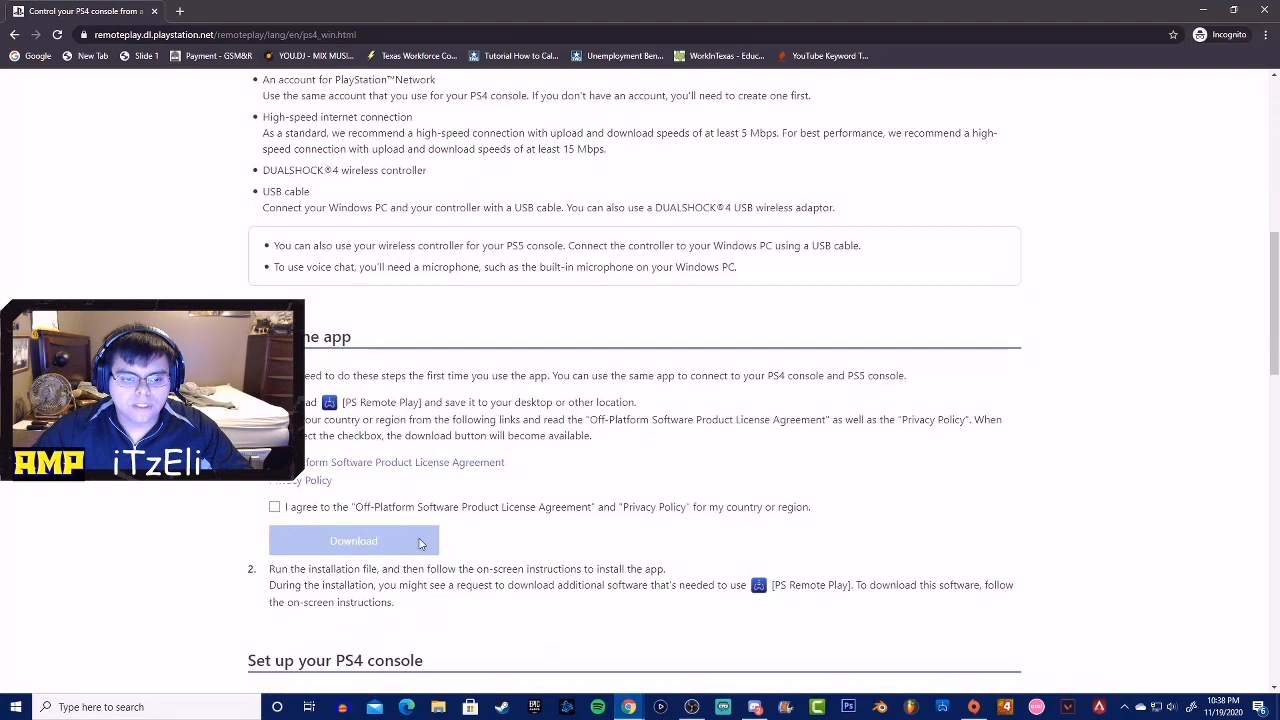 Control your PS4 console from a
remoteplay.dl.playstation.net/remoteplay/lang/en/ps4_win.html
Incognito
Google
New Tab
Slide 1
Payment - GSM&R
YOU.DJ - MIX MUSI...
Texas Workforce Co...
Tutorial How to Cal...
Unemployment Ben...
WorkInTexas - Educ...
YouTube Keyword T...
• An account for PlayStation™Network
Use the same account that you use for your PS4 console. If you don't have an account, you'll need to create one first.
• High-speed internet connection
As a standard, we recommend a high-speed connection with upload and download speeds of at least 5 Mbps. For best performance, we recommend a high-
speed connection with upload and download speeds of at least 15 Mbps.
• DUALSHOCK®4 wireless controller
• USB cable
Connect your Windows PC and your controller with a USB cable. You can also use a DUALSHOCK®4 USB wireless adaptor.
• You can also use your wireless controller for your PS5 console. Connect the controller to your Windows PC using a USB cable.
• To use voice chat, you'll need a microphone, such as the built-in microphone on your Windows PC.
he app
eed to do these steps the first time you use the app. You can use the same app to connect to your PS4 console and PS5 console.
ad [PS Remote Play] and save it to your desktop or other location.
our country or region from the following links and read the "Off-Platform Software Product License Agreement" as well as the "Privacy Policy". When
ect the checkbox, the download button will become available.
form Software Product License Agreement
cy Policy
AMP iTzEli
I agree to the "Off-Platform Software Product License Agreement" and "Privacy Policy" for my country or region.
Download
2. Run the installation file, and then follow the on-screen instructions to install the app.
During the installation, you might see a request to download additional software that's needed to use [PS Remote Play]. To download this software, follow
the on-screen instructions.
Set up your PS4 console
Type here to search
10:38 PM
11/19/2020